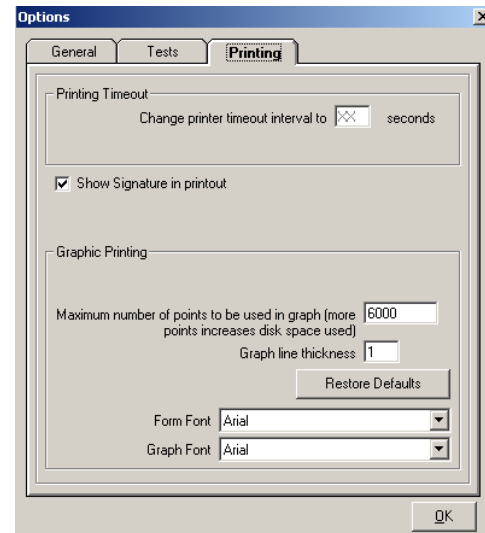 Options
General Tests Printing
Printing Timeout
Change printer timeout interval to XX seconds
Show Signature in printout
Graphic Printing
Maximum number of points to be used in graph (more 6000
points increases disk space used)
Graph line thickness 1
Restore Defaults
Form Font Arial
Graph Font Arial
OK